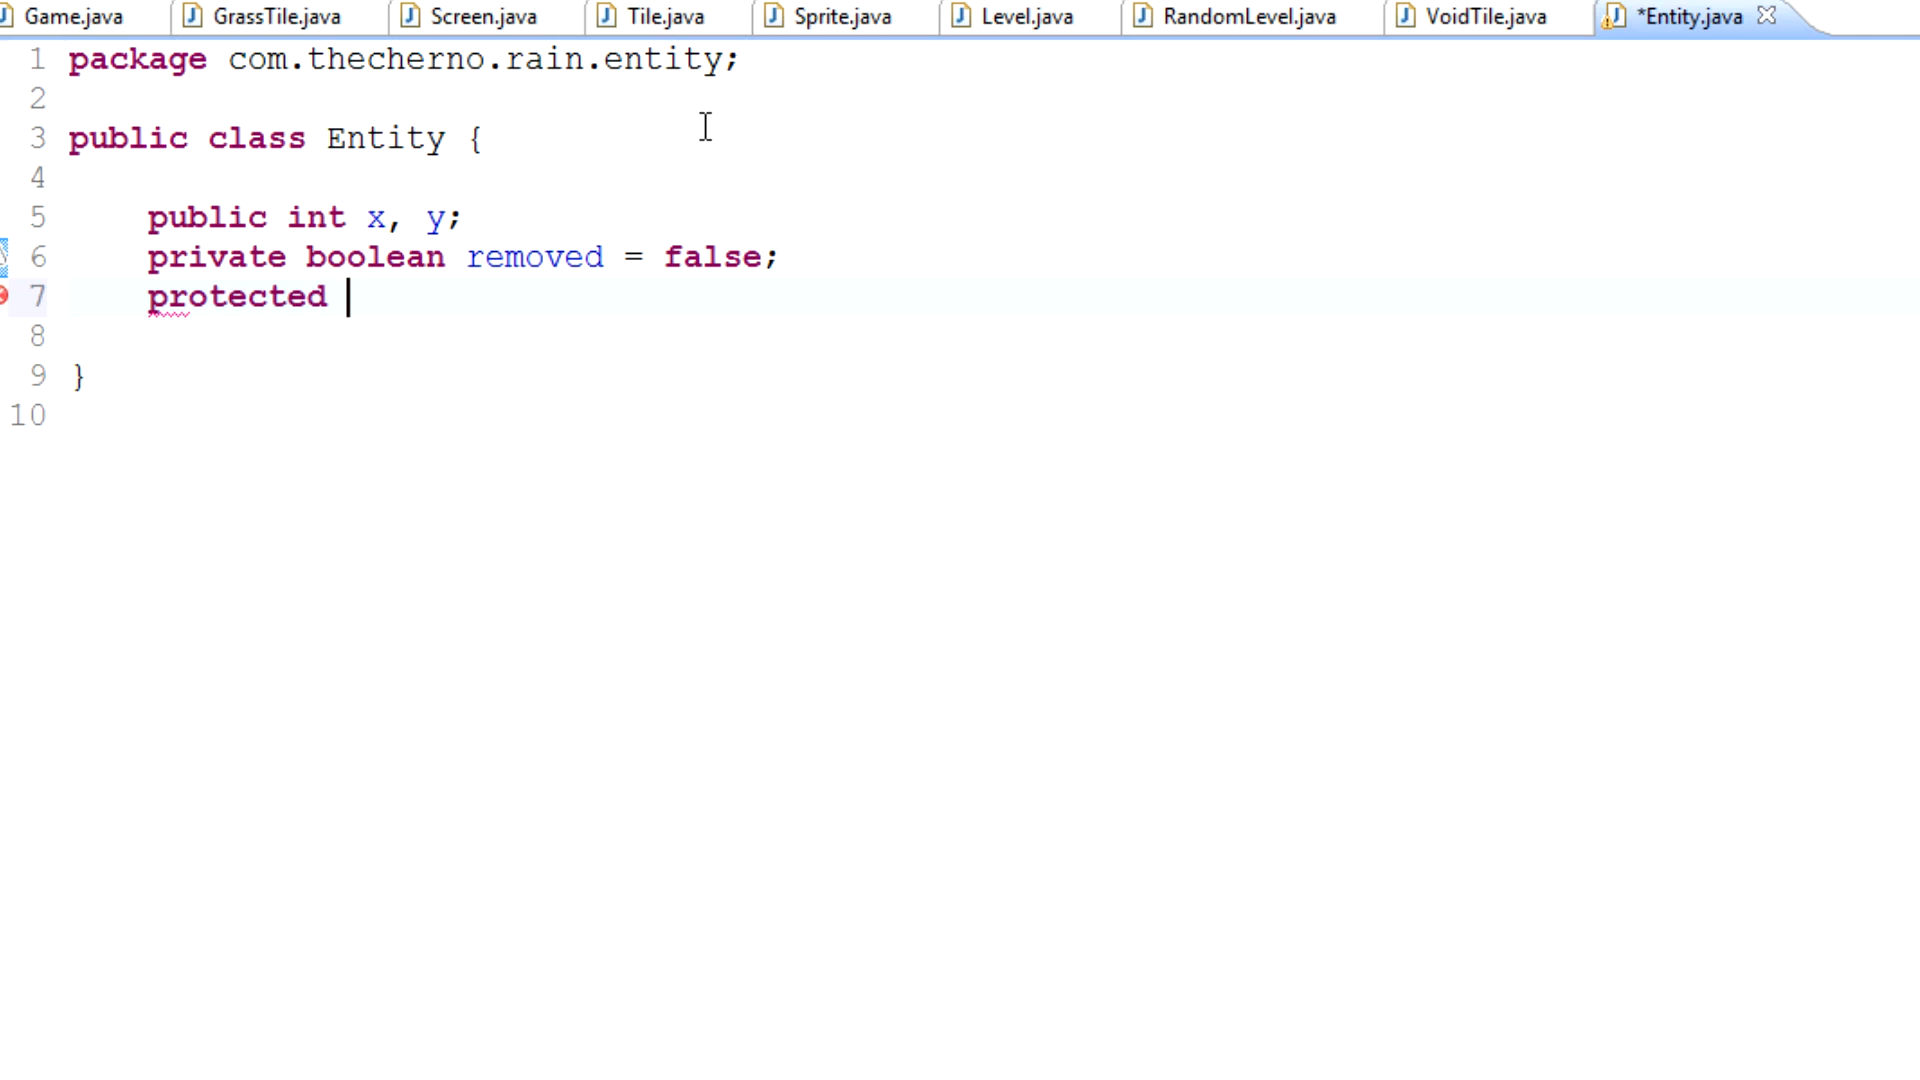 Game.java GrassTile.java Screen.java Tile.java Sprite.java Level.java RandomLevel.java VoidTile.java *Entity.java
1 package com.thecherno.rain.entity;
2
3 public class Entity {
4
5 public int x, y;
6 private boolean removed = false;
7 protected
8
9 }
10